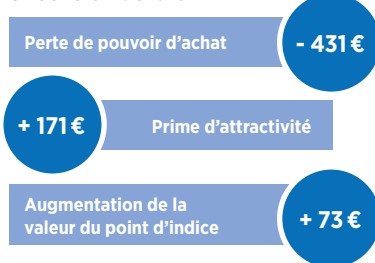 Perte de pouvoir d’achat
- 431 €
+ 171 €
Prime d’attractivité
Augmentation de la
valeur du point d’indice
+ 73 €